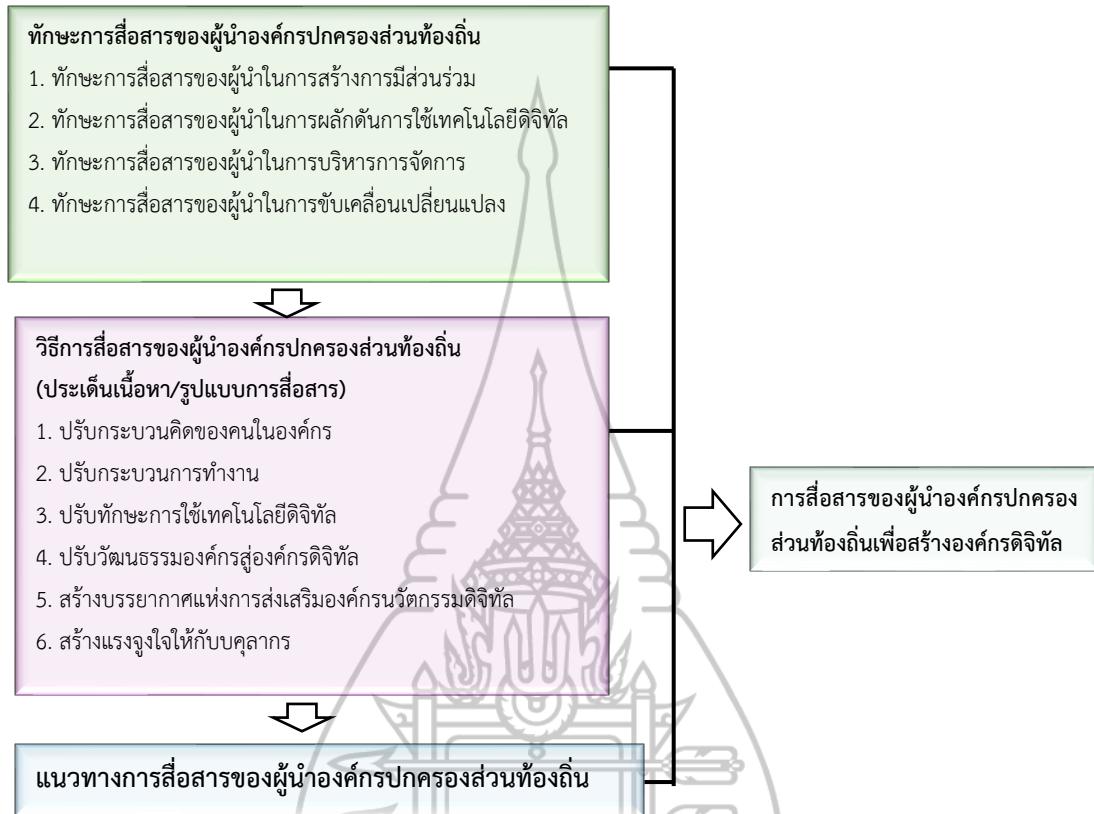 ทักษะการสื่อสารของผู้นำองค์กรปกครองส่วนท้องถิ่น
1. ทักษะการสื่อสารของผู้นำในการสร้างการมีส่วนร่วม
2. ทักษะการสื่อสารของผู้นำในการผลักดันการใช้เทคโนโลยีดิจิทัล
3. ทักษะการสื่อสารของผู้นำในการบริหารการจัดการ
4. ทักษะการสื่อสารของผู้นำในการขับเคลื่อนเปลี่ยนแปลง
วิธีการสื่อสารของผู้นำองค์กรปกครองส่วนท้องถิ่น
(ประเด็นเนื้อหา/รูปแบบการสื่อสาร)
1. ปรับกระบวนคิดของคนในองค์กร
2. ปรับกระบวนการทำงาน
3. ปรับทักษะการใช้เทคโนโลยีดิจิทัล
4. ปรับวัฒนธรรมองค์กรสู่องค์กรดิจิทัล
5. สร้างบรรยากาศแห่งการส่งเสริมองค์กรนวัตกรรมดิจิทัล
6. สร้างแรงจูงใจให้กับบคุลากร
แนวทางการสื่อสารของผู้นำองค์กรปกครองส่วนท้องถิ่น
การสื่อสารของผู้นำองค์กรปกครอง
ส่วนท้องถิ่นเพื่อสร้างองค์กรดิจิทัล